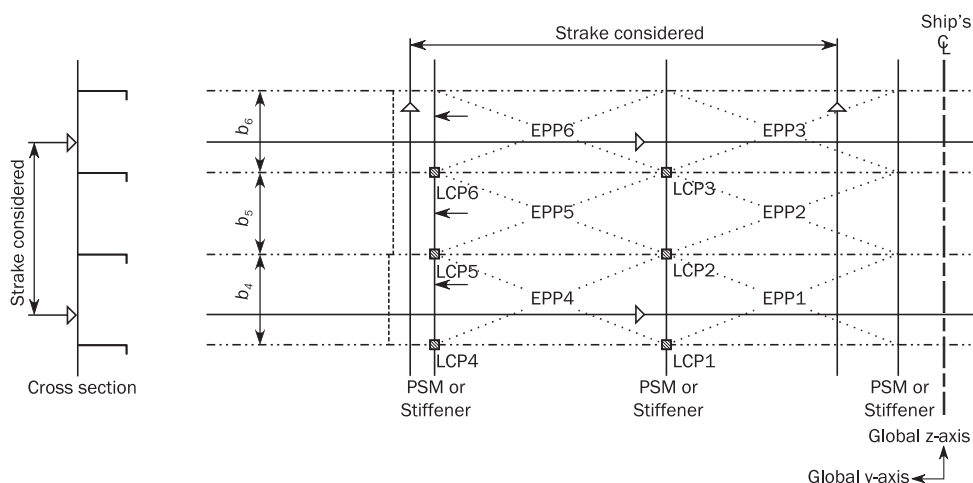 Ship's
℄
Strake considered
b6
EPP6
EPP3
LCP6
LCP3
Strake considered
b5
EPP5
EPP2
LCP5
LCP2
b4
EPP4
EPP1
LCP4
LCP1
Cross section
PSM or
Stiffener
PSM or
Stiffener
PSM or
Stiffener
Global z-axis
Global y-axis